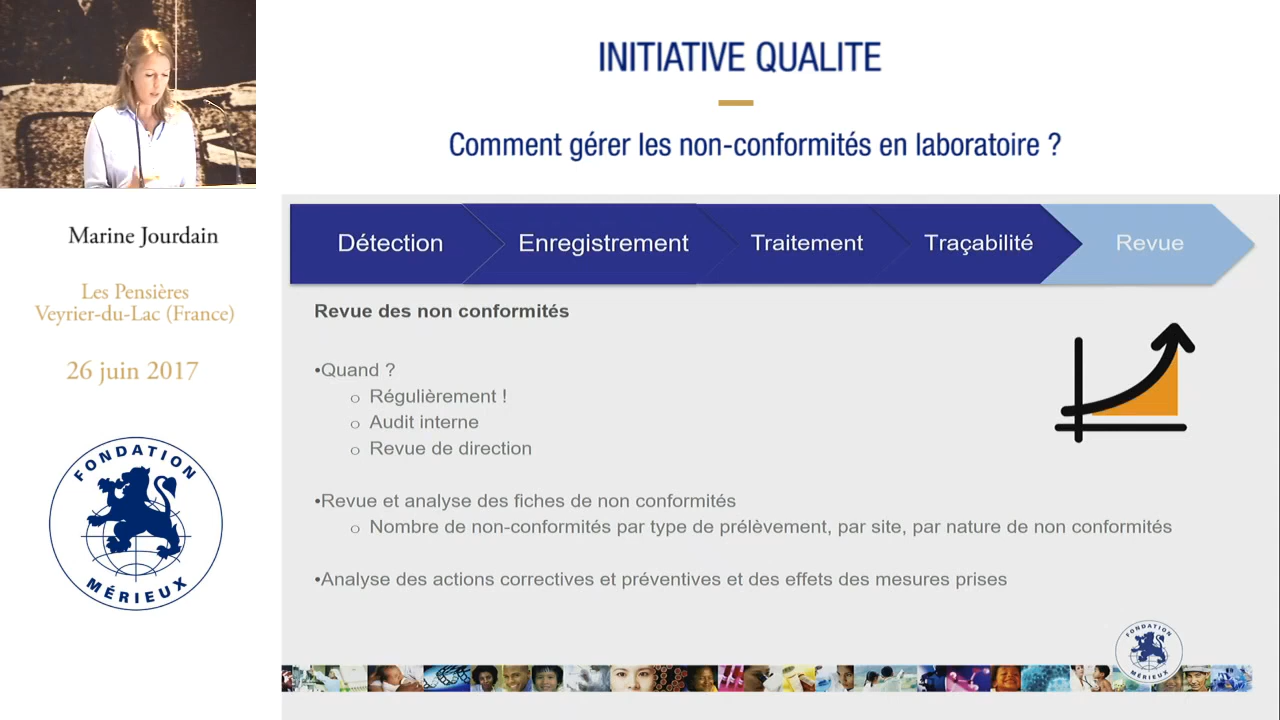 INITIATIVE QUALITE
Comment gérer les non-conformités en laboratoire ?
Marine Jourdain
Les Pensières
Veyrier-du-Lac (France)
26 juin 2017
FONDATION
MÉRIEUX
Détection
Enregistrement
Traitement
Traçabilité
Revue
Revue des non conformités
•Quand ?
o Régulièrement !
o Audit interne
o Revue de direction
•Revue et analyse des fiches de non conformités
o Nombre de non-conformités par type de prélèvement, par site, par nature de non conformités
•Analyse des actions correctives et préventives et des effets des mesures prises
FONDATION
MÉRIEUX